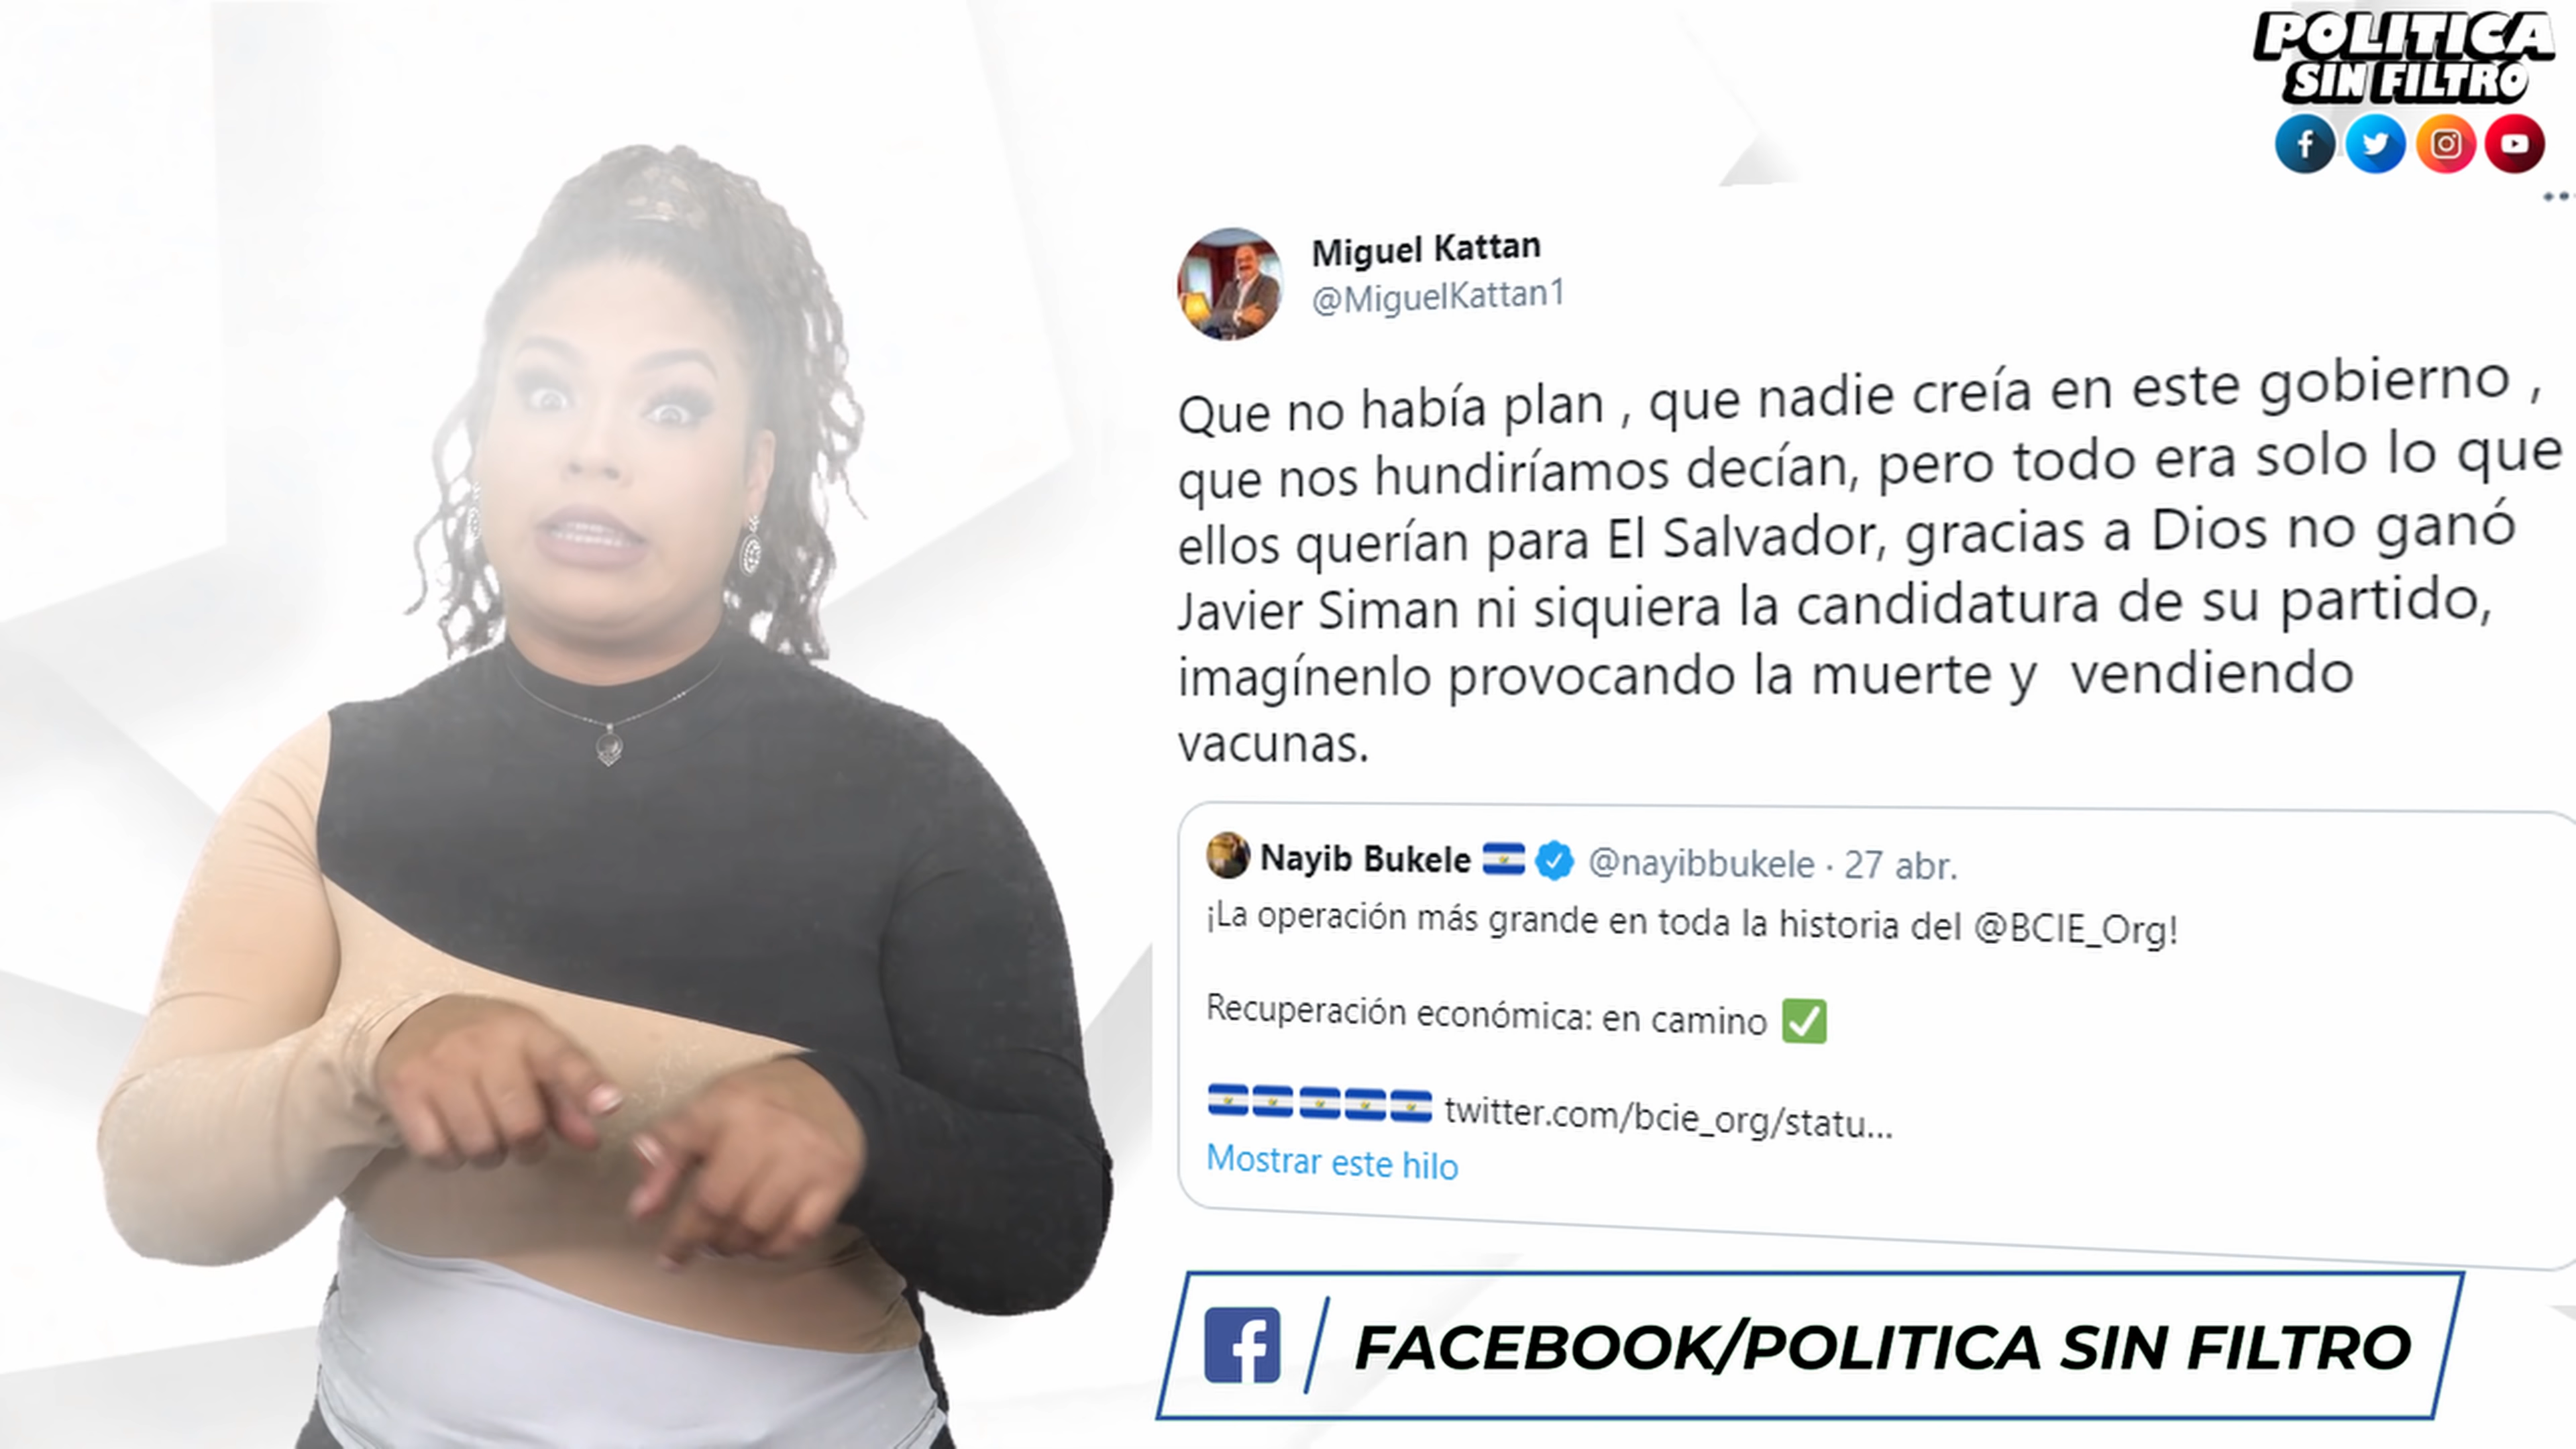 POLITICA
SIN FILTRO
Miguel Kattan
@MiguelKattan1
Que no había plan , que nadie creía en este gobierno ,
que nos hundiríamos decían, pero todo era solo lo que
ellos querían para El Salvador, gracias a Dios no ganó
Javier Siman ni siquiera la candidatura de su partido,
imagínenlo provocando la muerte y vendiendo
vacunas.
Nayib Bukele @nayibbukele · 27 abr.
¡La operación más grande en toda la historia del @BCIE_Org!
Recuperación económica: en camino ✅
twitter.com/bcie_org/statu...
Mostrar este hilo
FACEBOOK/POLITICA SIN FILTRO